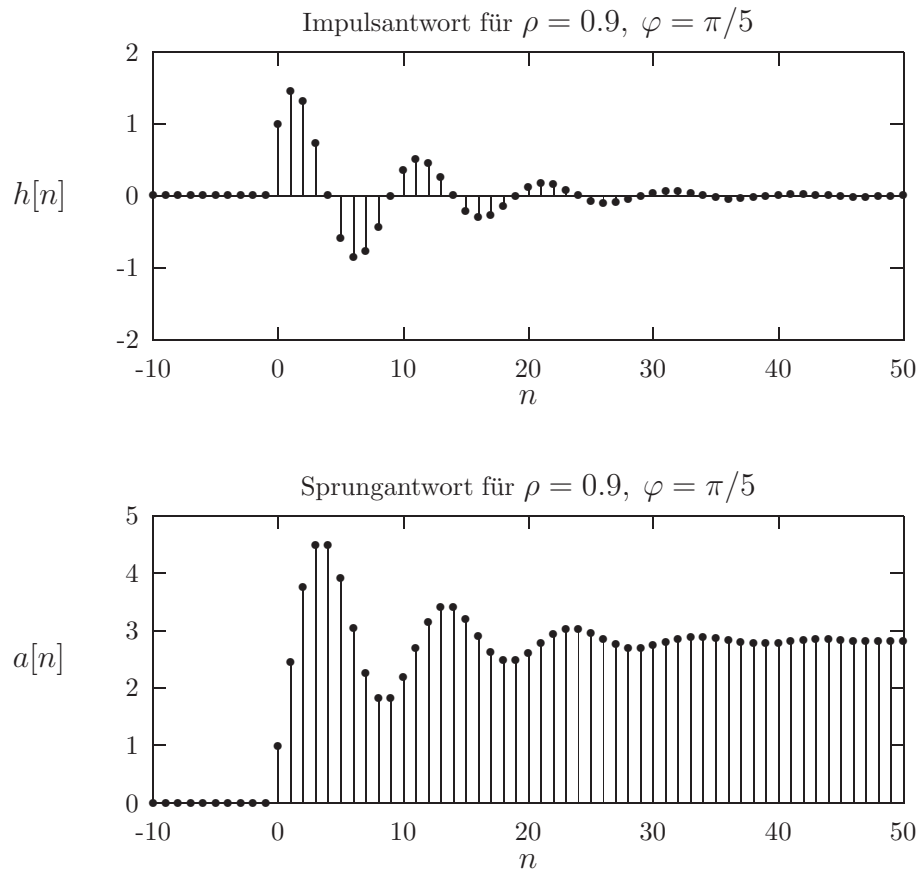 Impulsantwort für ρ = 0.9, φ = π/5
2
1
0
-1
-2
h[n]
-10 0 10 20 30 40 50
n
Sprungantwort für ρ = 0.9, φ = π/5
5
4
3
2
1
0
a[n]
-10 0 10 20 30 40 50
n